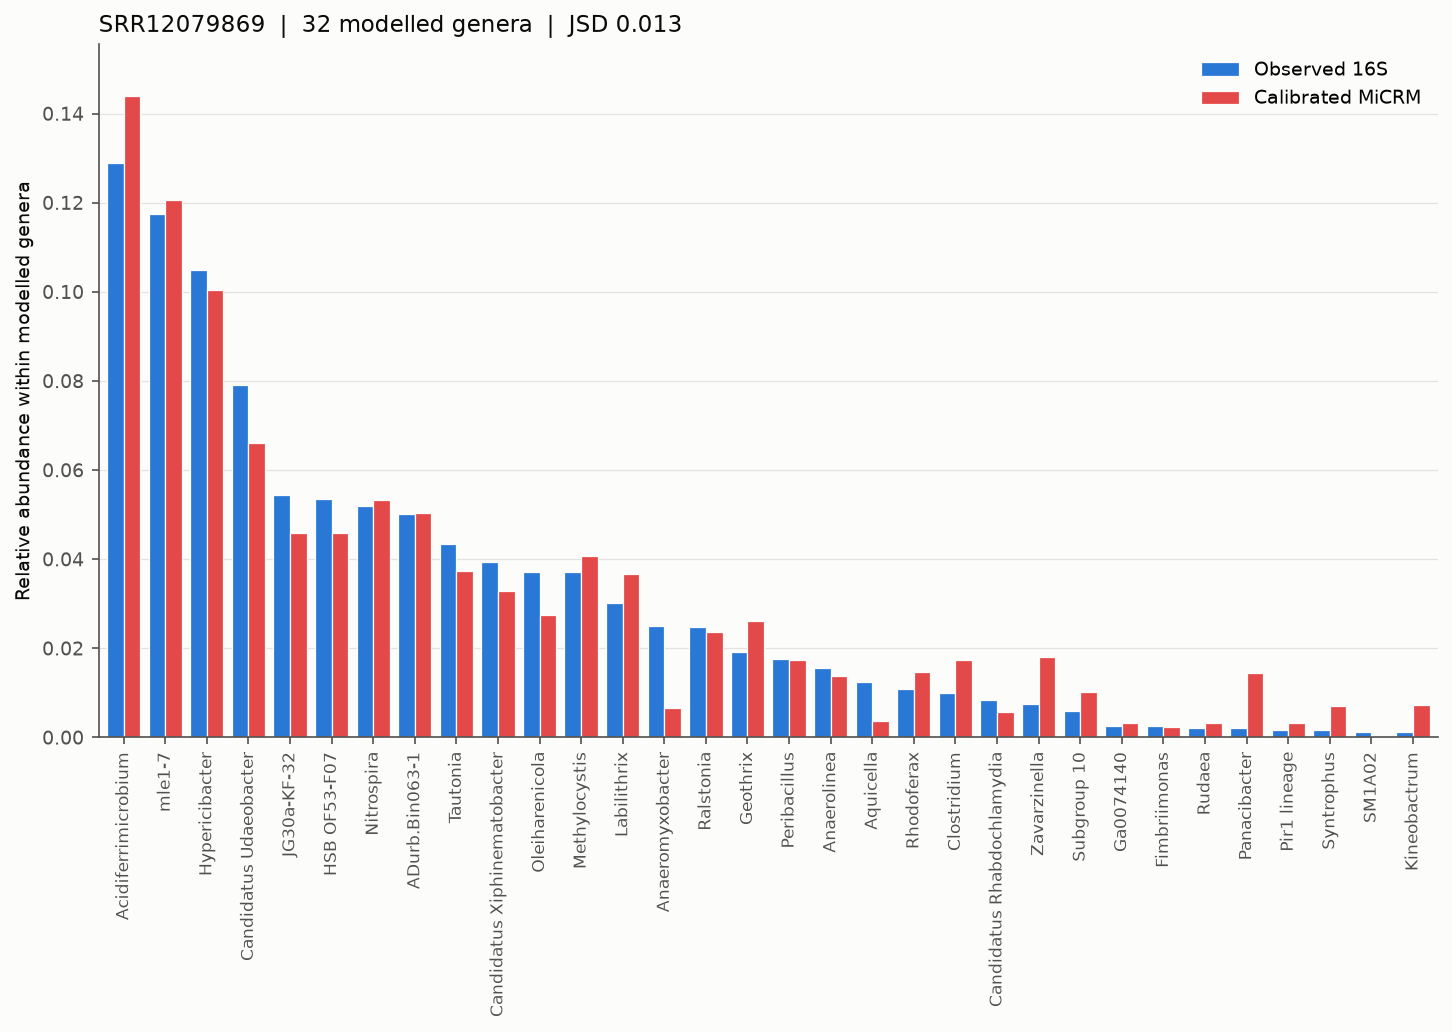 SRR12079869 | 32 modelled genera | JSD 0.013
Observed 16S
Calibrated MiCRM
Relative abundance within modelled genera
0.14
0.12
0.10
0.08
0.06
0.04
0.02
0.00
Acidiferrimicrobium
mle1-7
Hypericibacter
Candidatus Udaeobacter
JG30a-KF-32
HSB OF53-F07
Nitrospira
ADurb.Bin063-1
Tautonia
Candidatus Xiphinematobacter
Oleiharenicola
Methylocystis
Labilithrix
Anaeromyxobacter
Ralstonia
Geothrix
Peribacillus
Anaerolinea
Aquicella
Rhodoferax
Clostridium
Candidatus Rhabdochlamydia
Zavarzinella
Subgroup 10
Ga0074140
Fimbriimonas
Rudaea
Panacibacter
Pir1 lineage
Syntrophus
SM1A02
Kineobactrum